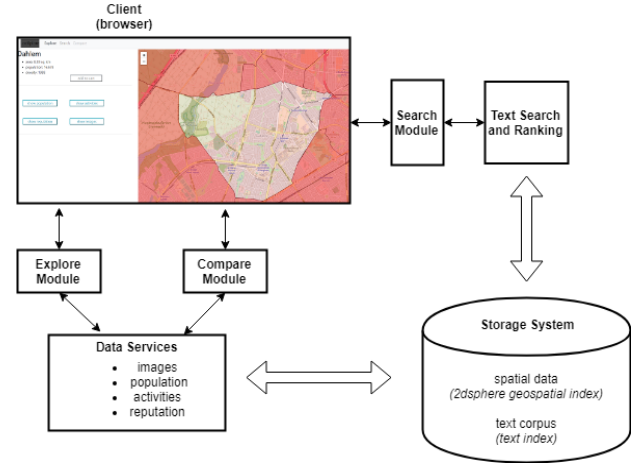 Client
(browser)
Dahlem
Search
Module
Text Search
and Ranking
Explore
Module
Compare
Module
Data Services
• images
• population
• activities
• reputation
Storage System
spatial data
(2dsphere geospatial index)
text corpus
(text index)